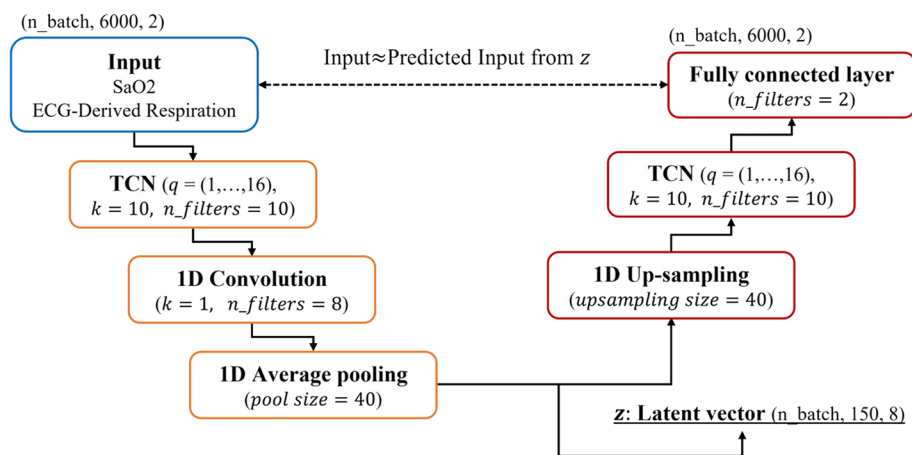 (n_batch, 6000, 2)
Input
SaO2
ECG-Derived Respiration
Input≈Predicted Input from z
(n_batch, 6000, 2)
Fully connected layer
(n_filters = 2)
TCN (q = (1,…,16),
k = 10, n_filters = 10)
TCN (q = (1,…,16),
k = 10, n_filters = 10)
1D Convolution
(k = 1, n_filters = 8)
1D Up-sampling
(upsampling size = 40)
1D Average pooling
(pool size = 40)
z: Latent vector (n_batch, 150, 8)